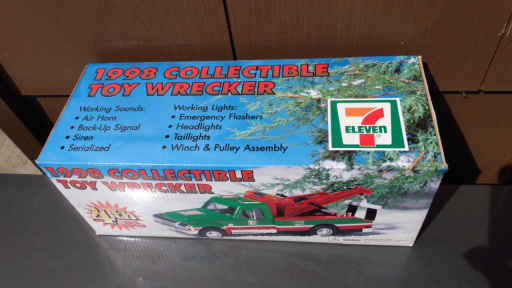 1998 COLLECTIBLE
TOY WRECKER
Working Sounds:
• Air Horn
• Back-Up Signal
• Siren
• Serialized
Working Lights:
• Emergency Flashers
• Headlights
• Taillights
• Winch & Pulley Assembly
7
ELEVEN
1998 COLLECTIBLE
TOY WRECKER